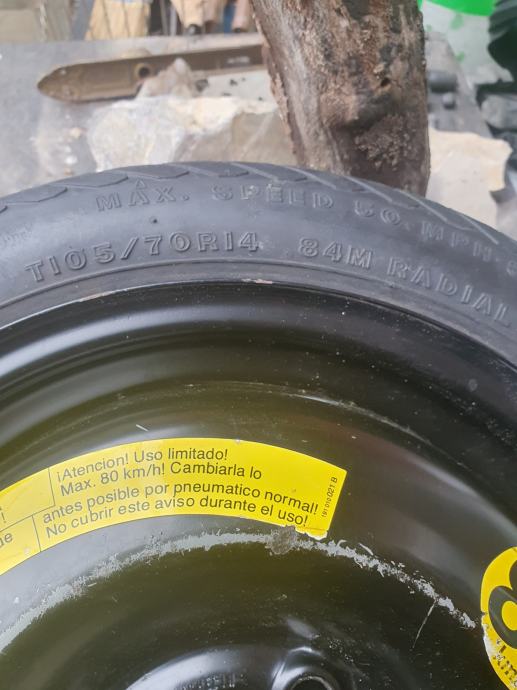 MAX. SPEED 50 MPH
T105/70R14 84M RADIAL
¡Atencion! Uso limitado!
Max. 80 km/h! Cambiarla lo
antes posible por pneumatico normal!
No cubrir este aviso durante el uso!